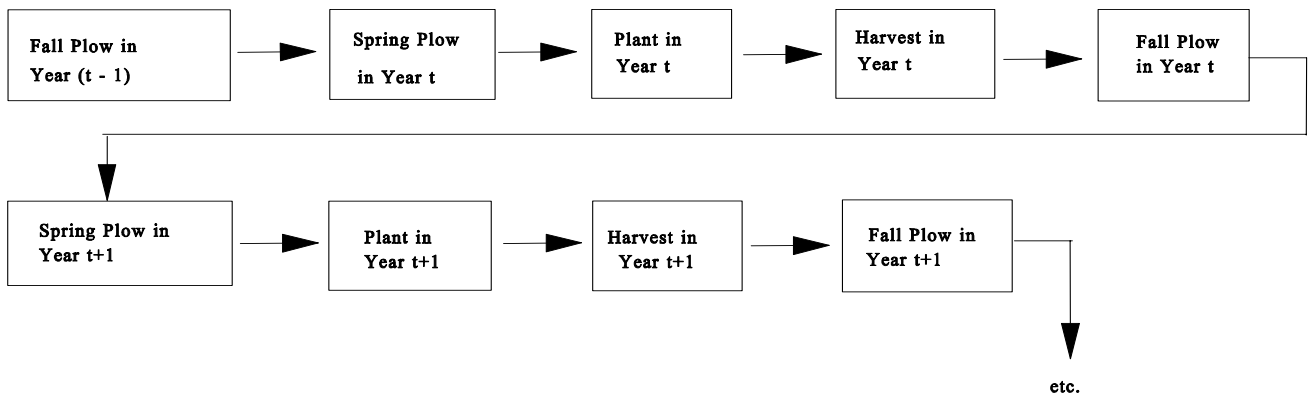 Fall Plow in
Year (t - 1)
Spring Plow
in Year t
Plant in
Year t
Harvest in
Year t
Fall Plow
in Year t
Spring Plow in
Year t+1
Plant in
Year t+1
Harvest in
Year t+1
Fall Plow in
Year t+1
etc.